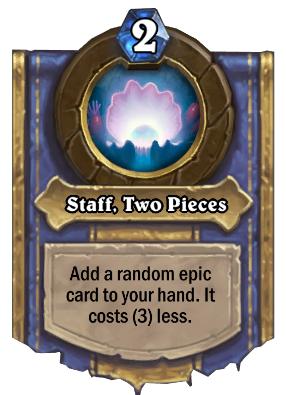 2
Staff, Two Pieces
Add a random epic
card to your hand. It
costs (3) less.